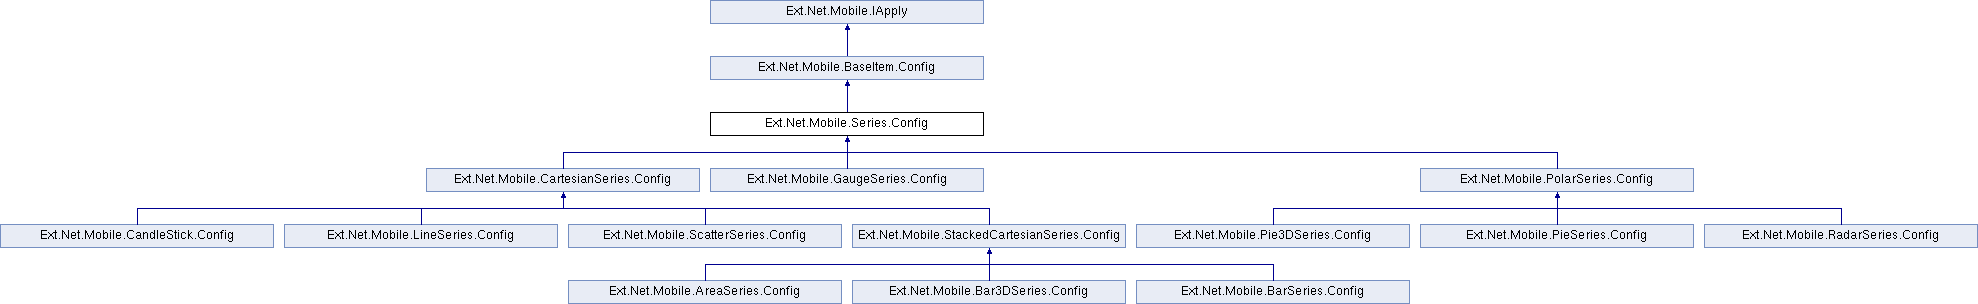 Ext.Net.Mobile.IApply
Ext.Net.Mobile.BaseItem.Config
Ext.Net.Mobile.Series.Config
Ext.Net.Mobile.CartesianSeries.Config
Ext.Net.Mobile.GaugeSeries.Config
Ext.Net.Mobile.PolarSeries.Config
Ext.Net.Mobile.CandleStick.Config
Ext.Net.Mobile.LineSeries.Config
Ext.Net.Mobile.ScatterSeries.Config
Ext.Net.Mobile.StackedCartesianSeries.Config
Ext.Net.Mobile.Pie3DSeries.Config
Ext.Net.Mobile.PieSeries.Config
Ext.Net.Mobile.RadarSeries.Config
Ext.Net.Mobile.AreaSeries.Config
Ext.Net.Mobile.Bar3DSeries.Config
Ext.Net.Mobile.BarSeries.Config